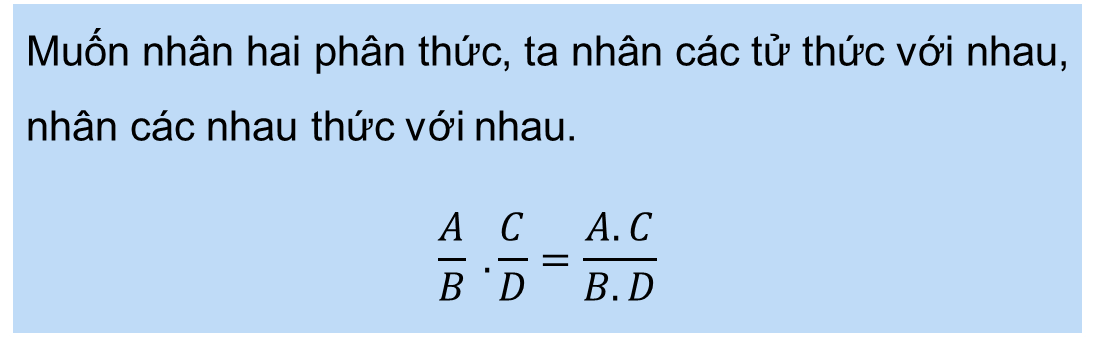 Muốn nhân hai phân thức, ta nhân các tử thức với nhau,
nhân các nhau thức với nhau.
A/B . C/D = A. C/B. D